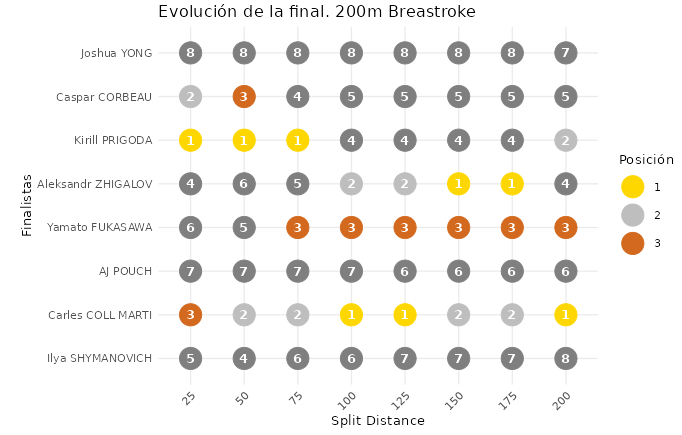 Evolución de la final. 200m Breastroke
Joshua YONG 8 8 8 8 8 8 8 7
Caspar CORBEAU 2 3 4 5 5 5 5 5
Kirill PRIGODA 1 1 1 4 4 4 4 2
Aleksandr ZHIGALOV 4 6 5 2 2 1 1 4
Yamato FUKASAWA 6 5 3 3 3 3 3 3
AJ POUCH 7 7 7 7 6 6 6 6
Carles COLL MARTI 3 2 2 1 1 2 2 1
Ilya SHYMANOVICH 5 4 6 6 7 7 7 8
25 50 75 100 125 150 175 200
Split Distance
Finalistas
Posición
1
2
3